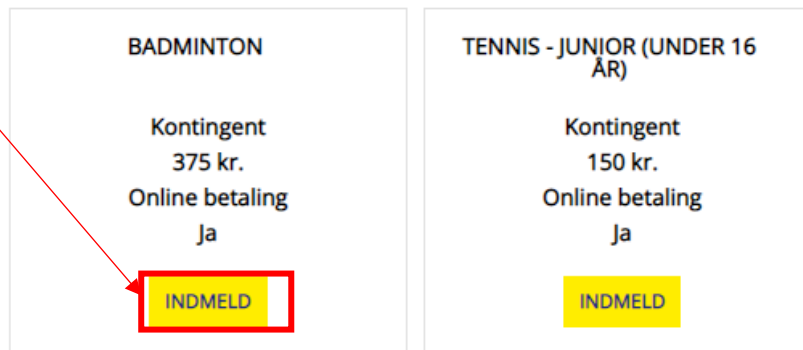 BADMINTON
Kontingent
375 kr.
Online betaling
Ja
INDMELD
TENNIS - JUNIOR (UNDER 16
ÅR)
Kontingent
150 kr.
Online betaling
Ja
INDMELD